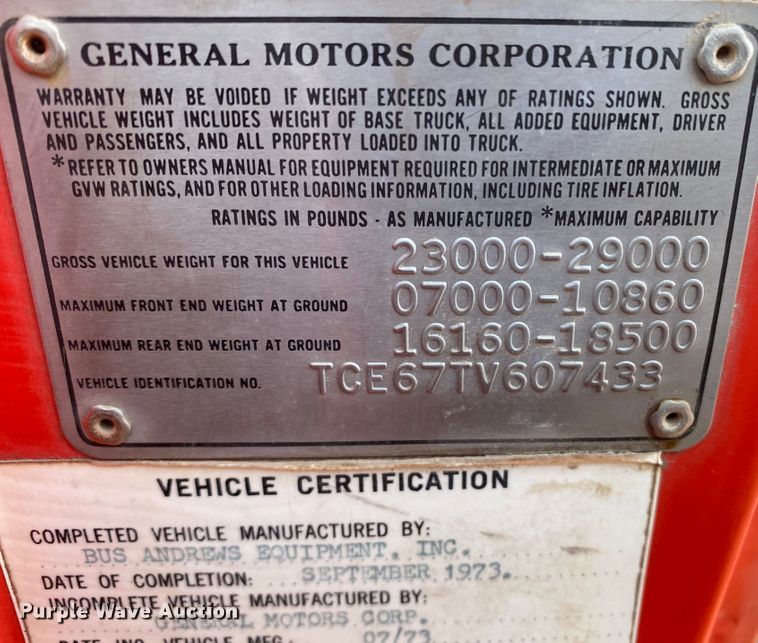 GENERAL MOTORS CORPORATION
WARRANTY MAY BE VOIDED IF WEIGHT EXCEEDS ANY OF RATINGS SHOWN. GROSS
VEHICLE WEIGHT INCLUDES WEIGHT OF BASE TRUCK, ALL ADDED EQUIPMENT, DRIVER
AND PASSENGERS, AND ALL PROPERTY LOADED INTO TRUCK.
*REFER TO OWNERS MANUAL FOR EQUIPMENT REQUIRED FOR INTERMEDIATE OR MAXIMUM
GVW RATINGS, AND FOR OTHER LOADING INFORMATION, INCLUDING TIRE INFLATION.
RATINGS IN POUNDS - AS MANUFACTURED *MAXIMUM CAPABILITY
GROSS VEHICLE WEIGHT FOR THIS VEHICLE 23000-29000
MAXIMUM FRONT END WEIGHT AT GROUND 07000-10860
MAXIMUM REAR END WEIGHT AT GROUND 16160-18500
VEHICLE IDENTIFICATION NO. TCE67TV607433
VEHICLE CERTIFICATION
COMPLETED VEHICLE MANUFACTURED BY:
BUS ANDREWS EQUIPMENT, INC.
DATE OF COMPLETION: SEPTEMBER 1973.
INCOMPLETE VEHICLE MANUFACTURED BY:
GENERAL MOTORS CORP.
DATE INC. VEHICLE MFG: 07/73
Purple Wave Auction